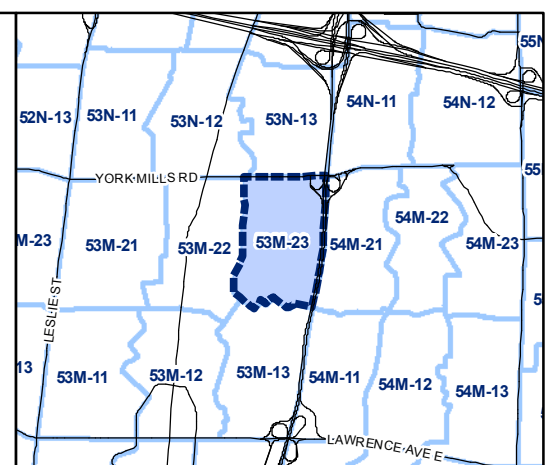 55N
52N-13 53N-11 53N-12 53N-13 54N-11 54N-12
YORK MILLS RD
55
M-23 53M-21 53M-22 53M-23 54M-21 54M-22 54M-23
5
LESLIE ST
13 53M-11 53M-12 53M-13 54M-11 54M-12 54M-13
LAWRENCE AVE E